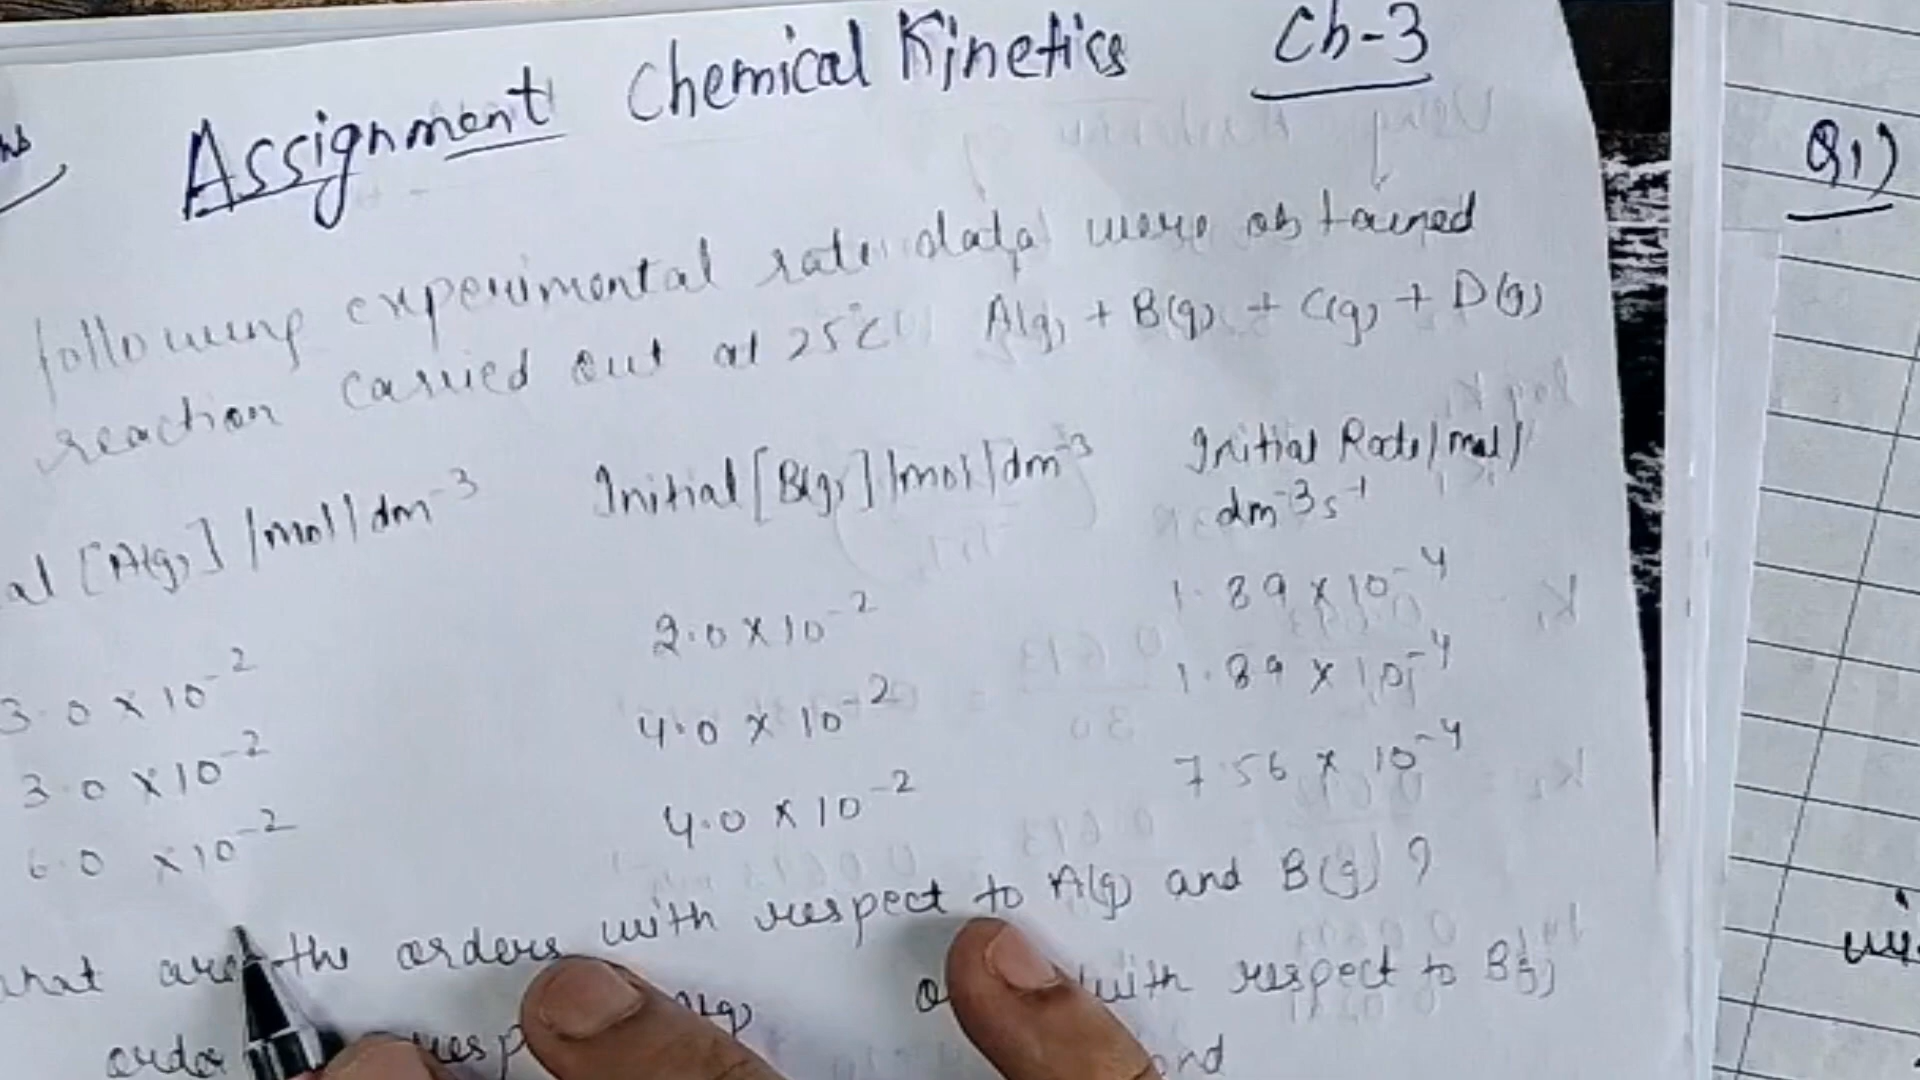 Assignment Chemical Kinetics Ch-3
following experimental rate data were obtained
reaction carried out at 25°C A(g) + B(g) + C(g) + D(g)
al [A(g)] /mol/dm⁻³ Initial [B(g)] /mol/dm⁻³ Initial Rate/mol/
dm⁻³s⁻¹
3.0 x 10⁻² 2.0 x 10⁻² 1.89 x 10⁻⁴
3.0 x 10⁻² 4.0 x 10⁻² 1.89 x 10⁻⁴
6.0 x 10⁻² 4.0 x 10⁻² 7.56 x 10⁻⁴
what are the orders with respect to A(g) and B(g)?
with respect to B(g)
Q1)